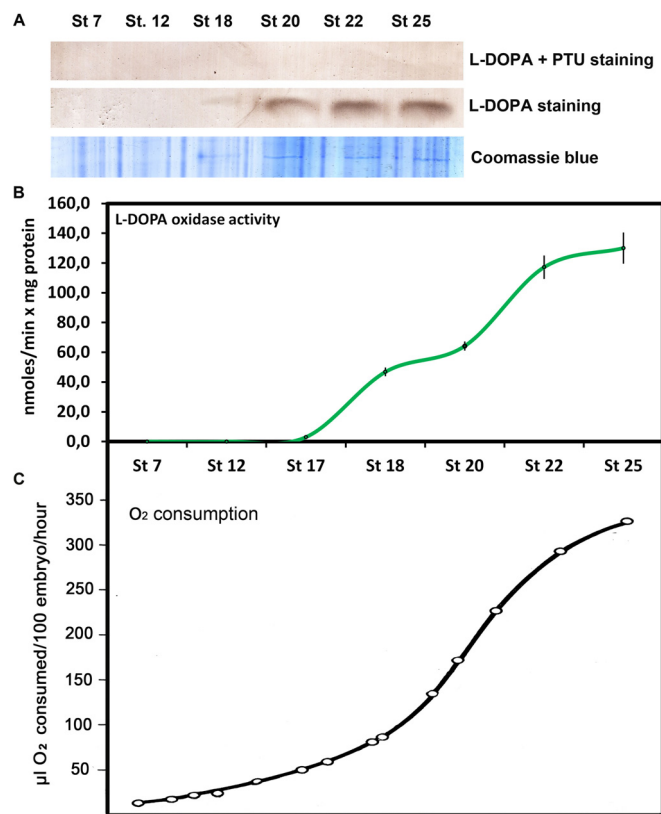 A
St 7 St. 12 St 18 St 20 St 22 St 25
L-DOPA + PTU staining
L-DOPA staining
Coomassie blue
B
L-DOPA oxidase activity
nmoles/min x mg protein
160,0
140,0
120,0
100,0
80,0
60,0
40,0
20,0
0,0
St 7 St 12 St 17 St 18 St 20 St 22 St 25
C
O₂ consumption
µl O₂ consumed/100 embryo/hour
350
300
250
200
150
100
50